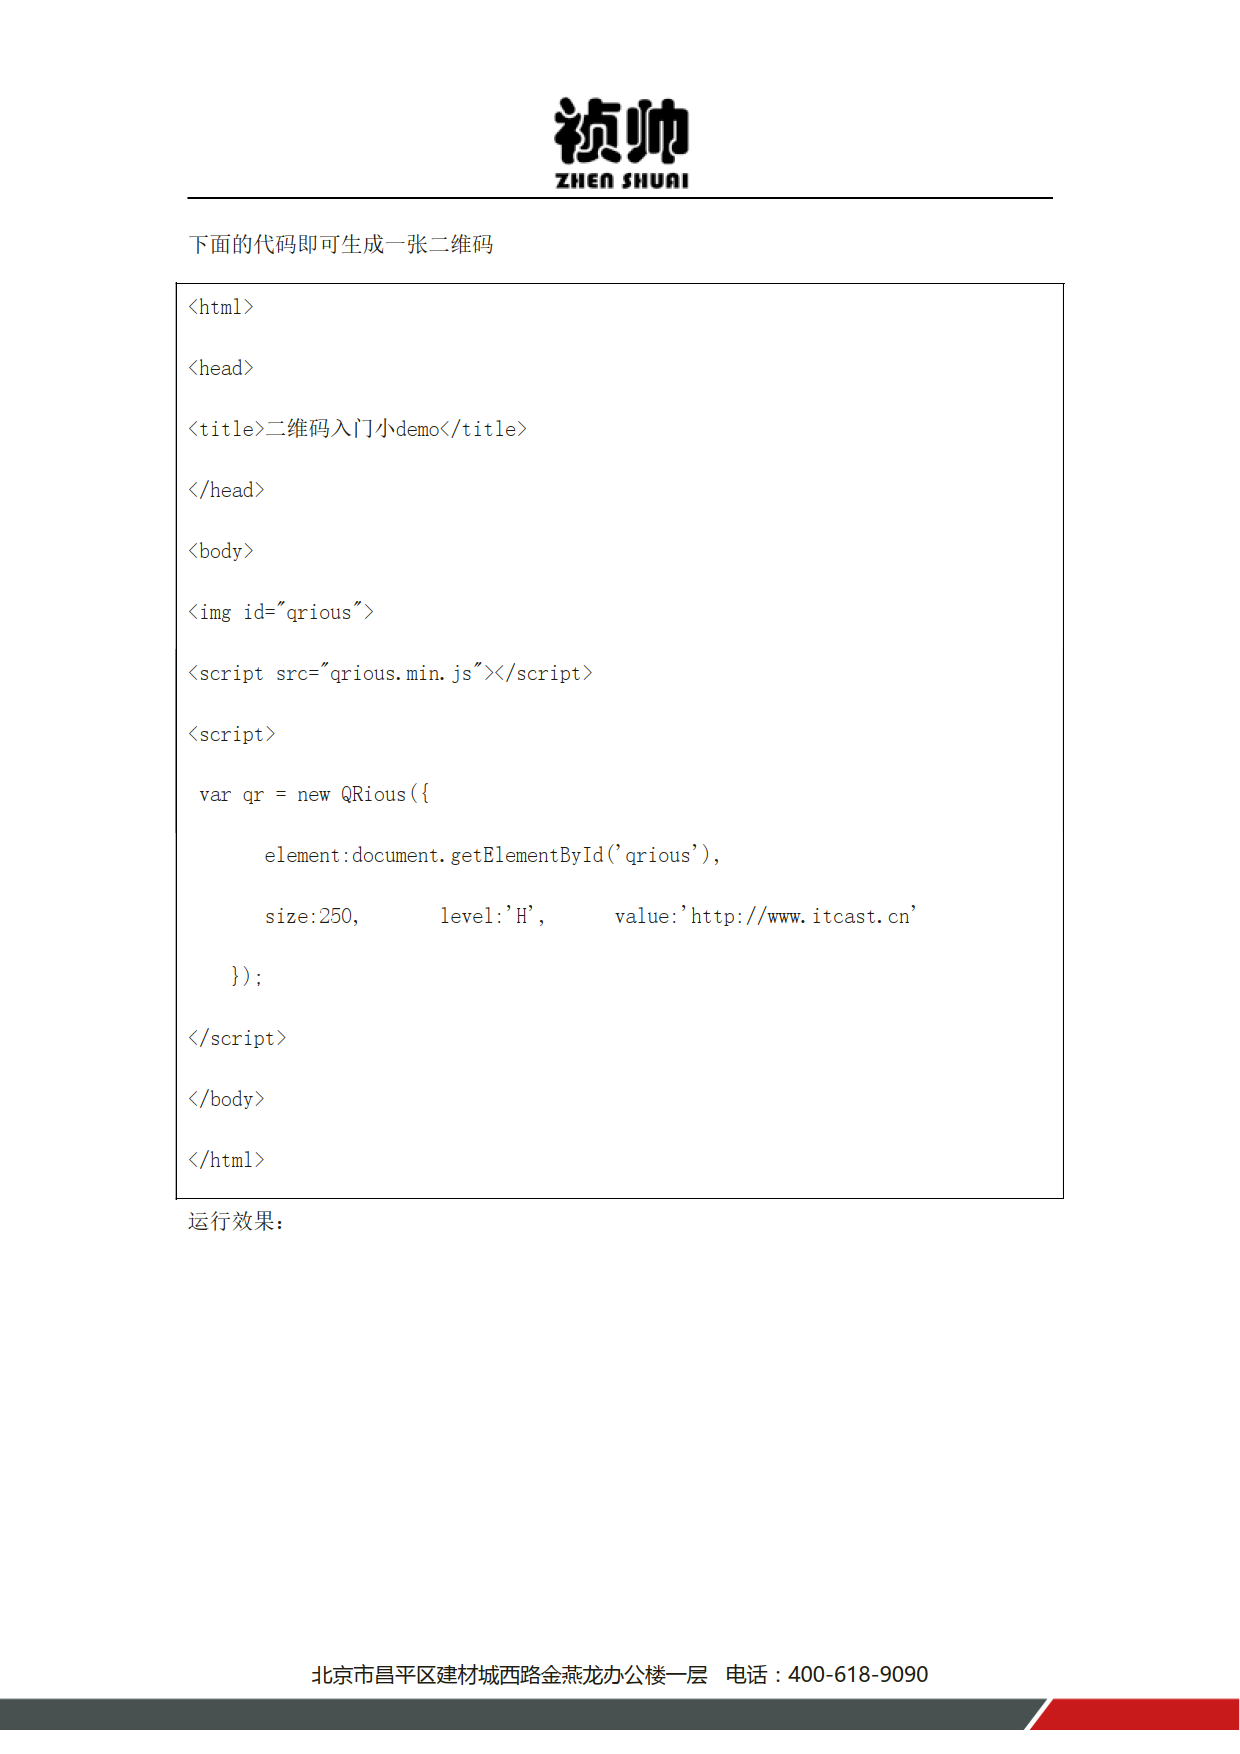 祯帅
ZHEN SHUAI
下面的代码即可生成一张二维码
<html>
<head>
<title>二维码入门小demo</title>
</head>
<body>
<img id="qrious">
<script src="qrious.min.js"></script>
<script>
var qr = new QRious({
element:document.getElementById('qrious'),
size:250, level:'H', value:'http://www.itcast.cn'
});
</script>
</body>
</html>
运行效果：
北京市昌平区建材城西路金燕龙办公楼一层 电话：400-618-9090